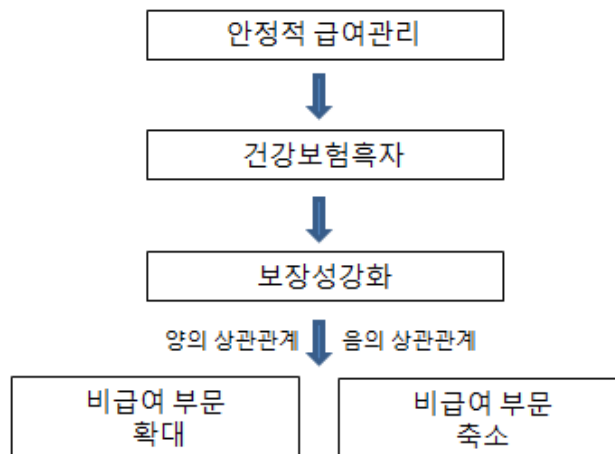 안정적 급여관리
건강보험흑자
보장성강화
양의 상관관계 음의 상관관계
비급여 부문
확대
비급여 부문
축소